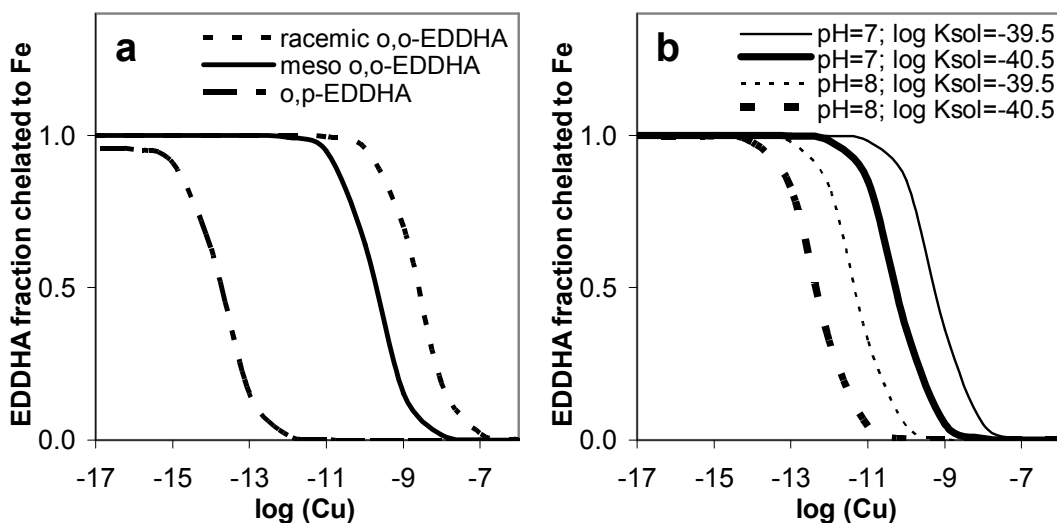 a
racemic o,o-EDDHA
meso o,o-EDDHA
o,p-EDDHA
EDDHA fraction chelated to Fe
1.0
0.5
0.0
-17 -15 -13 -11 -9 -7
log (Cu)
b
pH=7; log Ksol=-39.5
pH=7; log Ksol=-40.5
pH=8; log Ksol=-39.5
pH=8; log Ksol=-40.5
EDDHA fraction chelated to Fe
1.0
0.5
0.0
-17 -15 -13 -11 -9 -7
log (Cu)